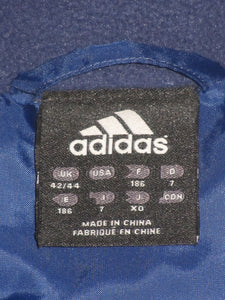 adidas
UK USA F D
42/44 186 7
E I J CDN
186 7 XO
MADE IN CHINA
FABRIQUÉ EN CHINE